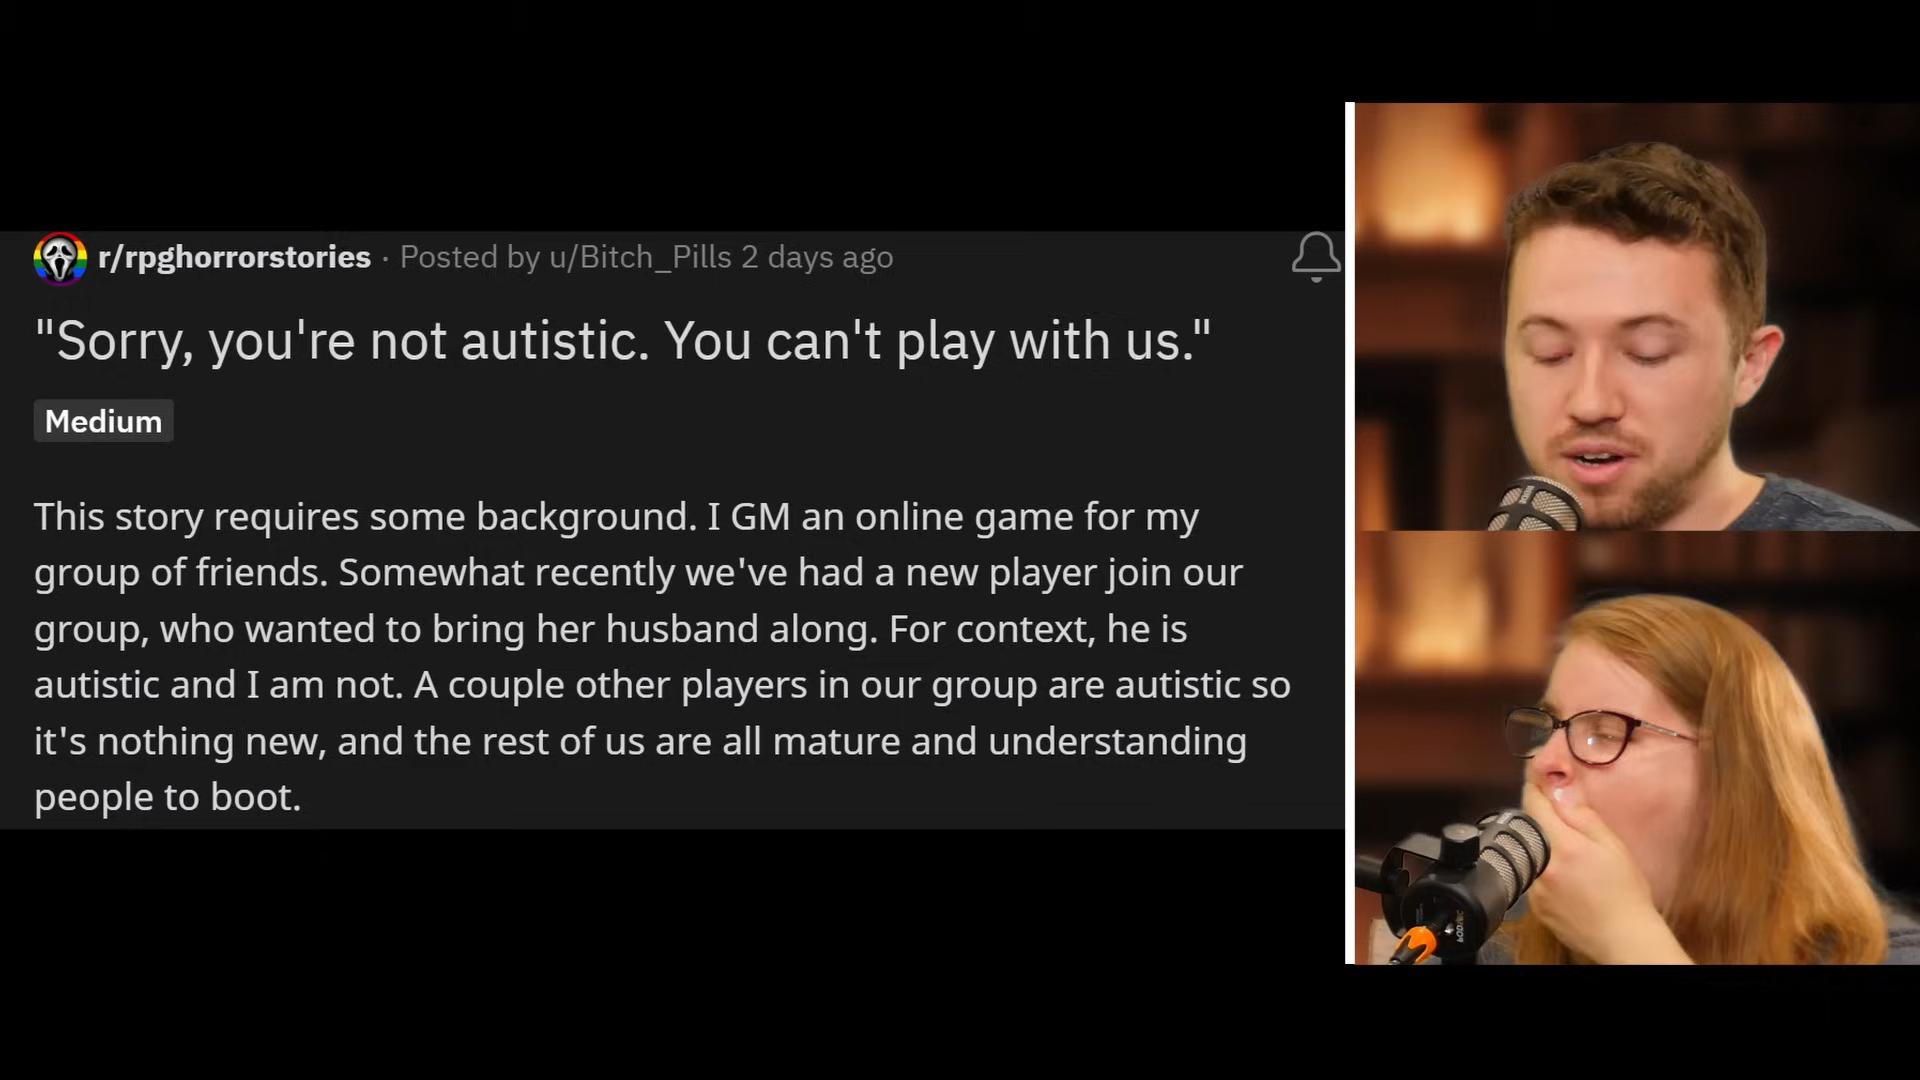 r/rpghorrorstories · Posted by u/Bitch_Pills 2 days ago
"Sorry, you're not autistic. You can't play with us."
Medium
This story requires some background. I GM an online game for my
group of friends. Somewhat recently we've had a new player join our
group, who wanted to bring her husband along. For context, he is
autistic and I am not. A couple other players in our group are autistic so
it's nothing new, and the rest of us are all mature and understanding
people to boot.